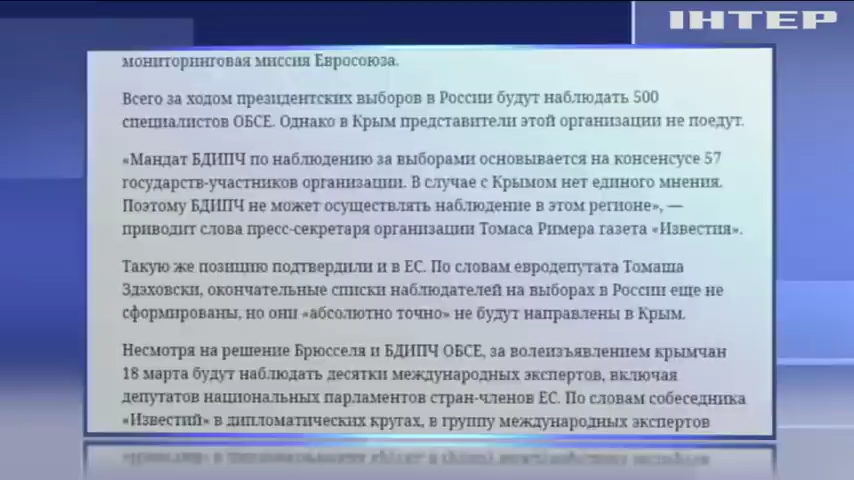 ІНТЕР
мониторинговая миссия Евросоюза.
Всего за ходом президентских выборов в России будут наблюдать 500
специалистов ОБСЕ. Однако в Крым представители этой организации не поедут.
«Мандат БДИПЧ по наблюдению за выборами основывается на консенсусе 57
государств-участников организации. В случае с Крымом нет единого мнения.
Поэтому БДИПЧ не может осуществлять наблюдение в этом регионе», —
приводит слова пресс-секретаря организации Томаса Римера газета «Известия».
Такую же позицию подтвердили и в ЕС. По словам евродепутата Томаша
Здэховски, окончательные списки наблюдателей на выборах в России еще не
сформированы, но они «абсолютно точно» не будут направлены в Крым.
Несмотря на решение Брюсселя и БДИПЧ ОБСЕ, за волеизъявлением крымчан
18 марта будут наблюдать десятки международных экспертов, включая
депутатов национальных парламентов стран-членов ЕС. По словам собеседника
«Известий» в дипломатических кругах, в группу международных экспертов